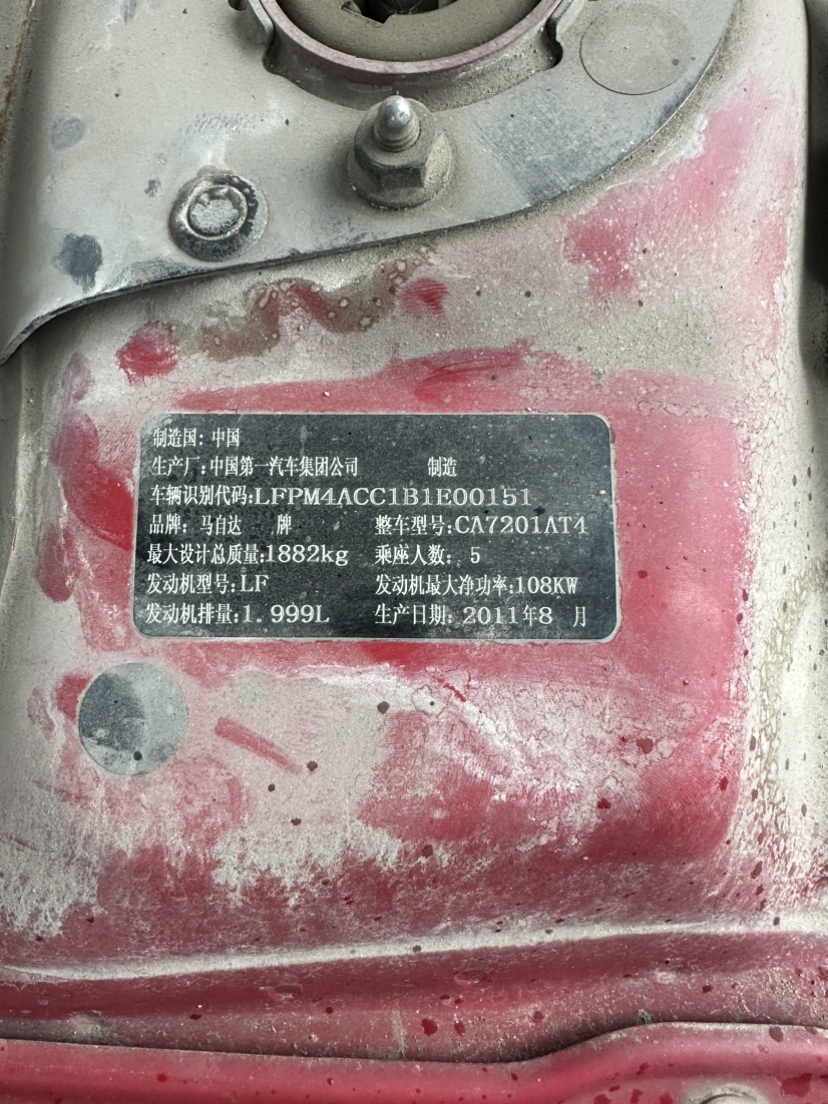 制造国: 中国
生产厂:中国第一汽车集团公司 制造
车辆识别代码:LFPM4ACC1B1E00151
品牌: 马自达 牌 整车型号:CA7201AT4
最大设计总质量:1882kg 乘座人数: 5
发动机型号:LF 发动机最大净功率:108KW
发动机排量:1.999L 生产日期: 2011年8 月